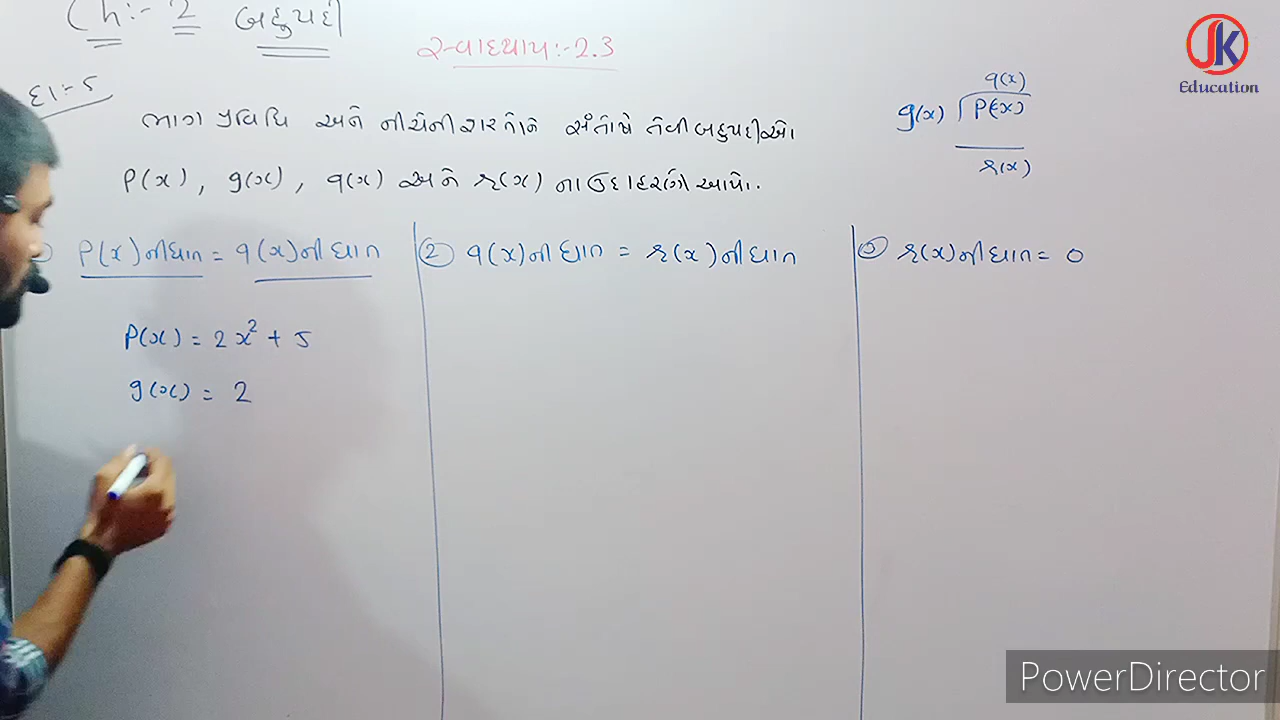 Ch:- 2 બહુપદી
સ્વાધ્યાય:- 2.3
JK
Education
દા:- 5
ભાગ પ્રવિધિ અને નીચેની શરતોને સંતોષે તેવી બહુપદીઓ
P(x), g(x), q(x) અને r(x) ના ઉદાહરણો આપો.
q(x)
g(x) P(x)
r(x)
P(x)ની ઘાત = q(x)ની ઘાત
P(x) = 2x² + 5
g(x) = 2
② q(x)ની ઘાત = r(x)ની ઘાત
③ r(x)ની ઘાત = 0
PowerDirector